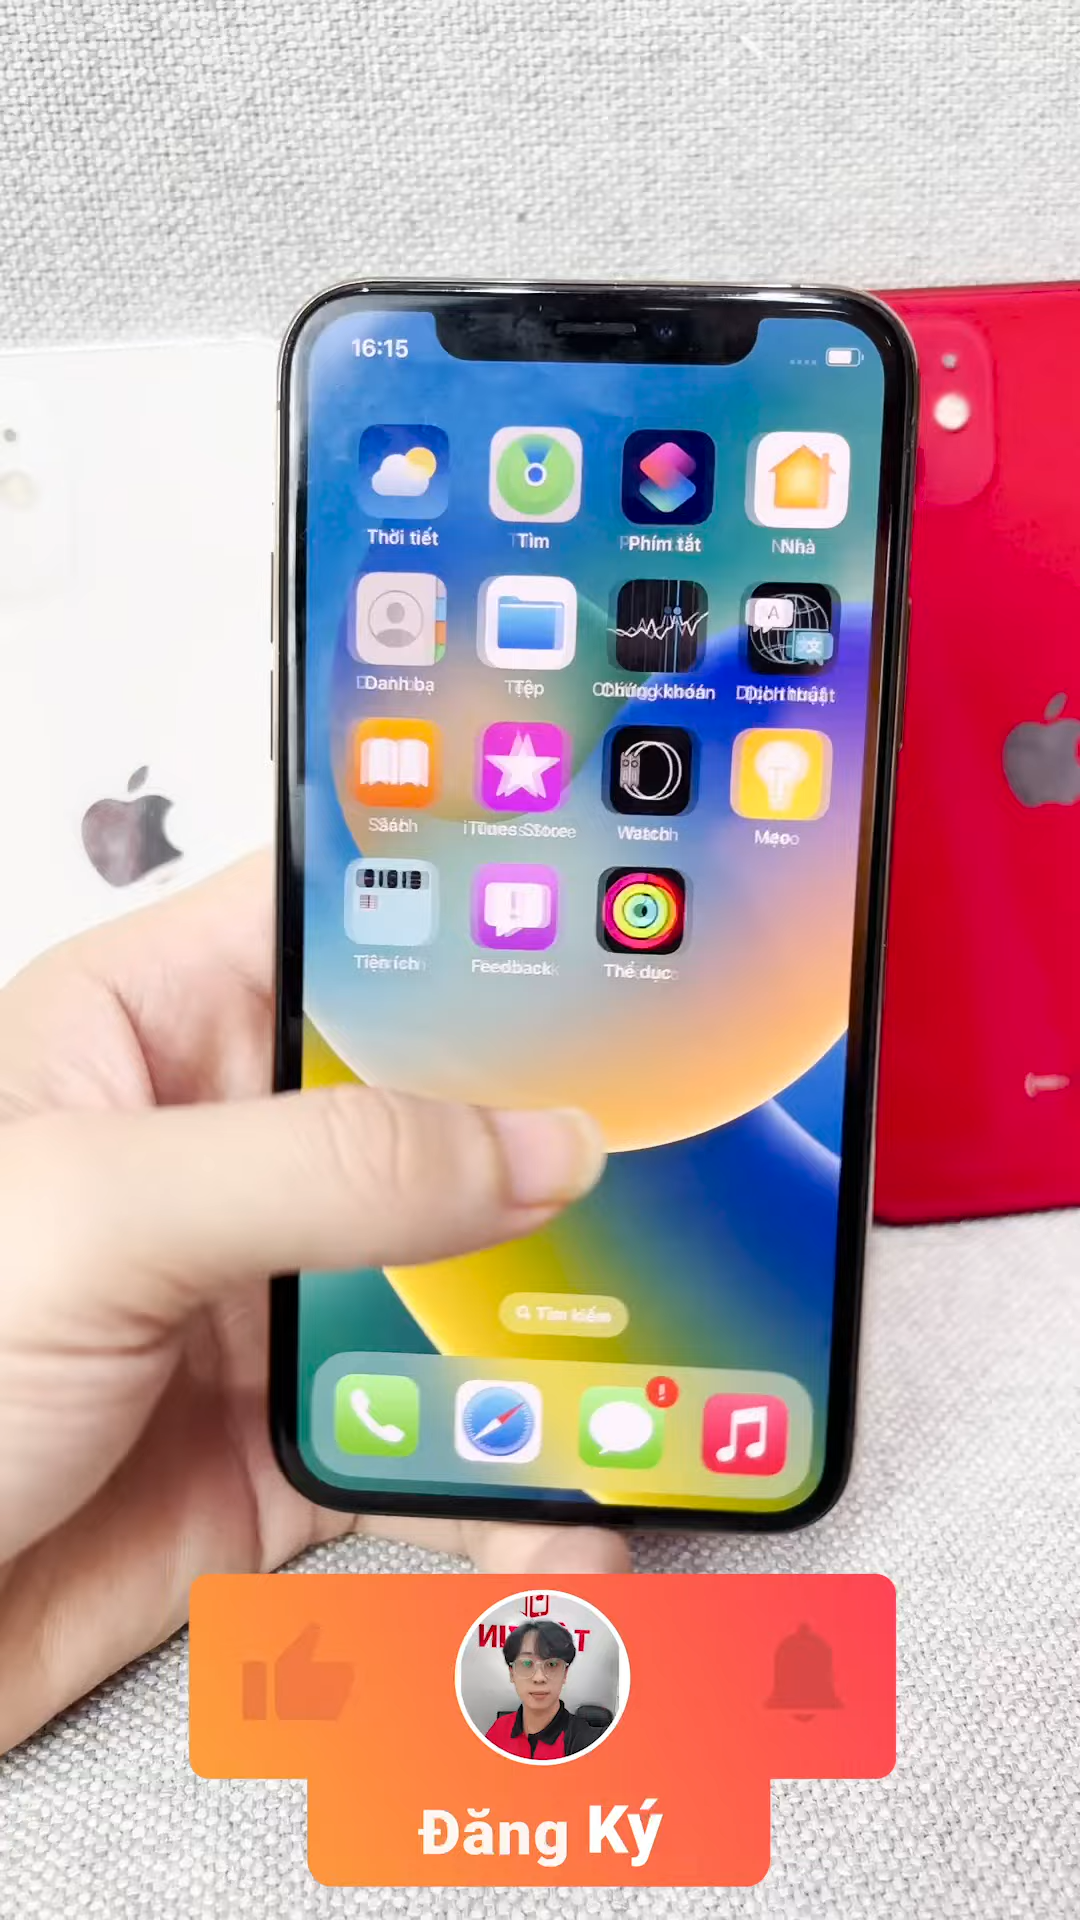 16:15
Thời tiết
Tìm
Phím tắt
Nhà
Danh bạ
Tệp
Chứng khoán
Dịch thuật
A
文
Sách
iTunes Store
Watch
Mẹo
Tiện ích
Feedback
Thể dục
Tìm kiếm
Đăng Ký